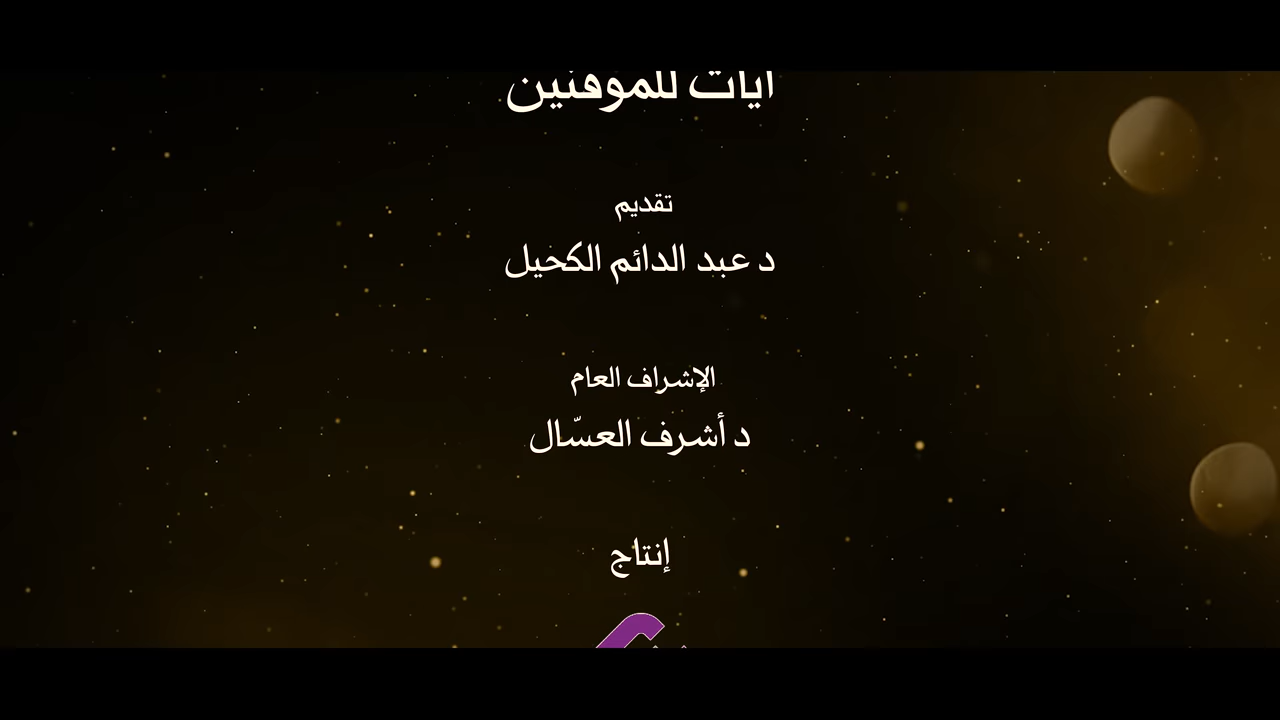 آيات للموقنين
تقديم
د عبد الدائم الكحيل
الإشراف العام
د أشرف العسّال
إنتاج